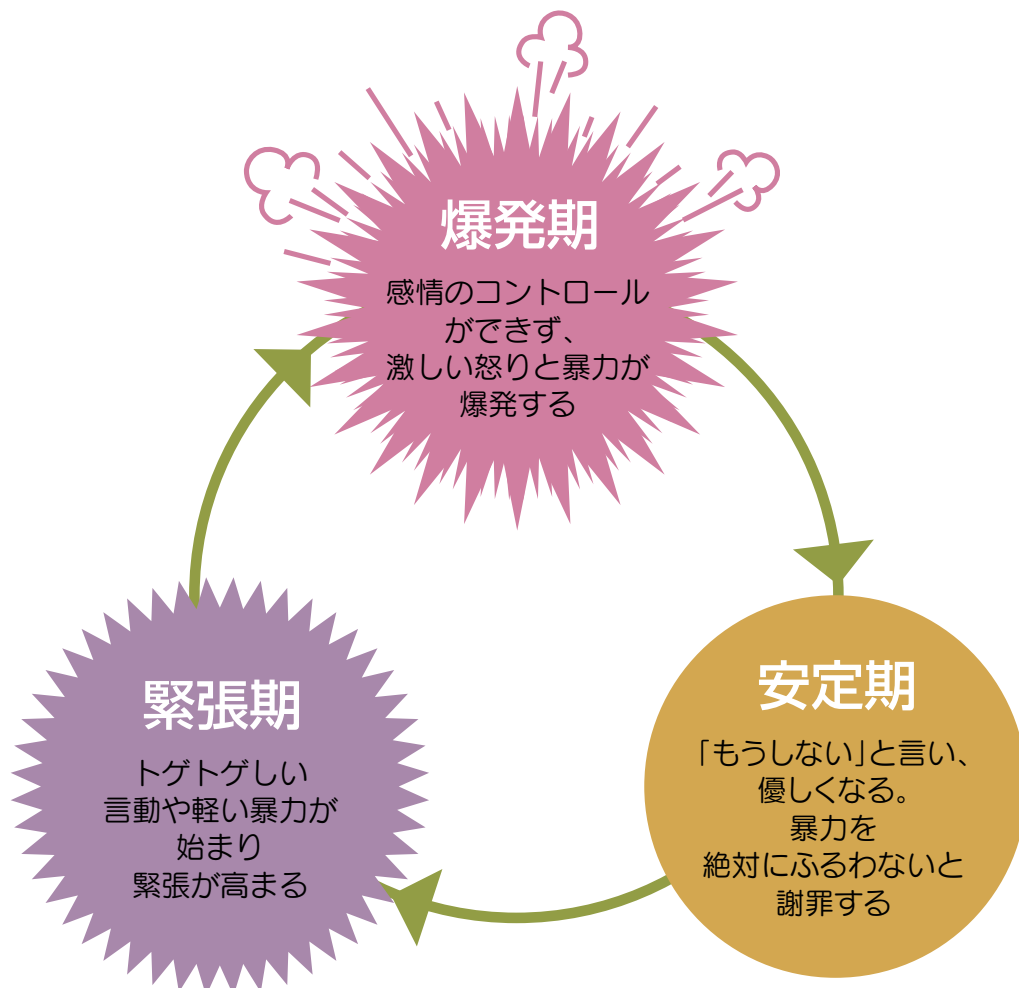 爆発期
感情のコントロール
ができず、
激しい怒りと暴力が
爆発する
安定期
「もうしない」と言い、
優しくなる。
暴力を
絶対にふるわないと
謝罪する
緊張期
トゲトゲしい
言動や軽い暴力が
始まり
緊張が高まる